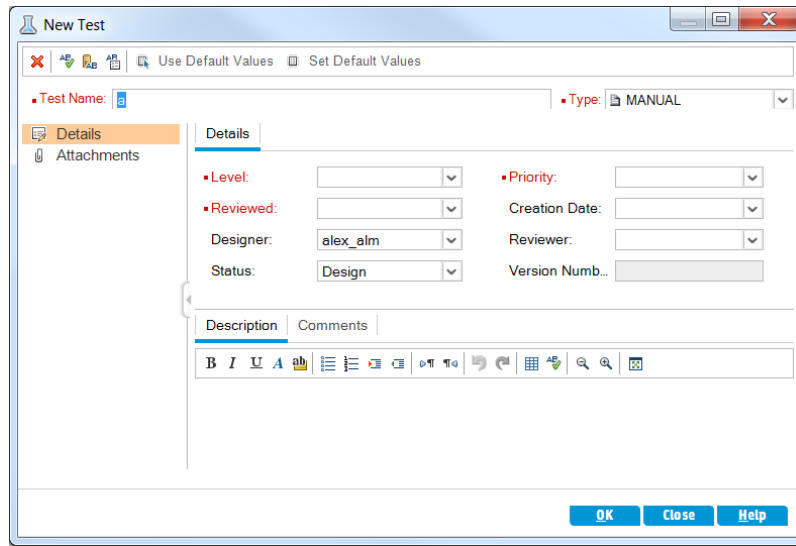 New Test
Use Default Values Set Default Values
Test Name: a Type: MANUAL
Details Details
Attachments
Level: Priority:
Reviewed: Creation Date:
Designer: alex_alm Reviewer:
Status: Design Version Numb...
Description Comments
B I U A ab
OK Close Help